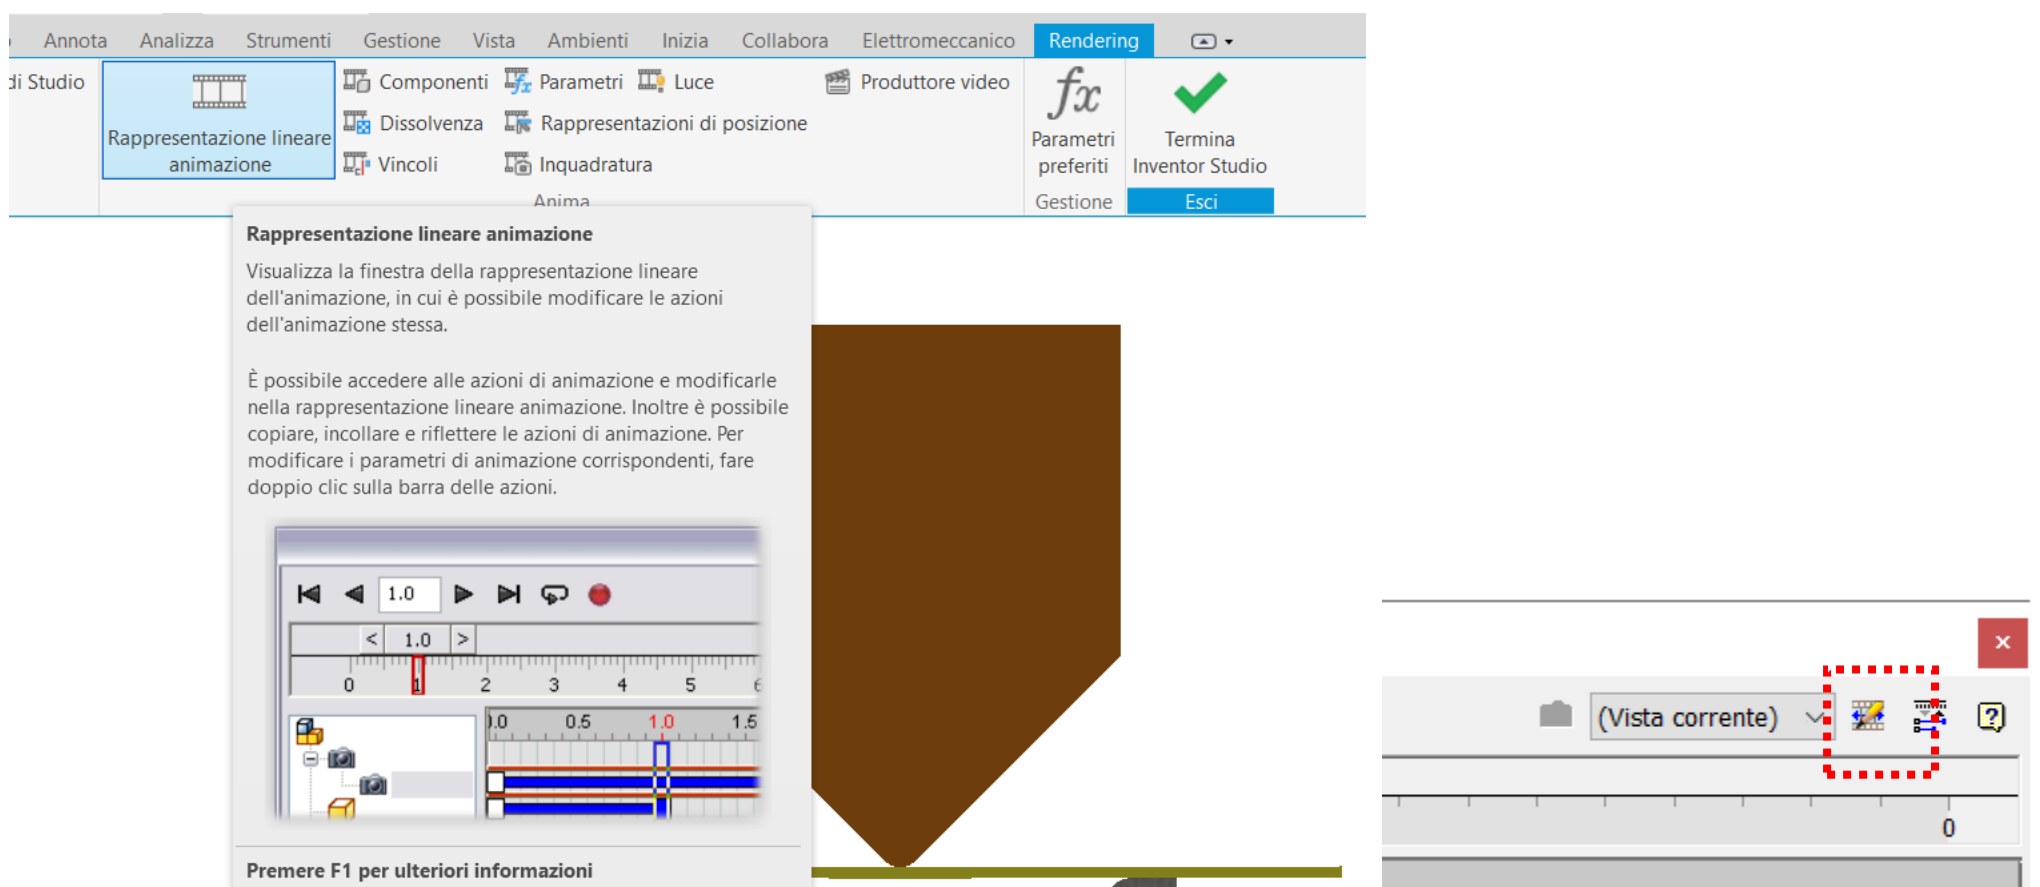 Annota Analizza Strumenti Gestione Vista Ambienti Inizia Collabora Elettromeccanico Rendering
di Studio
Rappresentazione lineare
animazione
Componenti Parametri Luce Produttore video
Dissolvenza Rappresentazioni di posizione
Vincoli Inquadratura
Anima
fx
Parametri
preferiti
Gestione
Termina
Inventor Studio
Esci
Rappresentazione lineare animazione
Visualizza la finestra della rappresentazione lineare
dell'animazione, in cui è possibile modificare le azioni
dell'animazione stessa.
È possibile accedere alle azioni di animazione e modificarle
nella rappresentazione lineare animazione. Inoltre è possibile
copiare, incollare e riflettere le azioni di animazione. Per
modificare i parametri di animazione corrispondenti, fare
doppio clic sulla barra delle azioni.
1.0
< 1.0 >
0 1 2 3 4 5 6
0.0 0.5 1.0 1.5
Premere F1 per ulteriori informazioni
×
(Vista corrente)
?
0